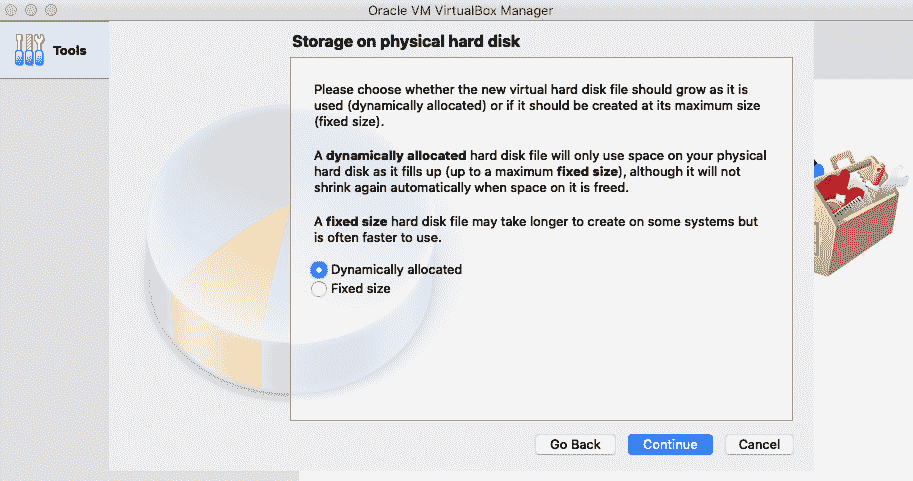 Oracle VM VirtualBox Manager
Tools
Storage on physical hard disk
Please choose whether the new virtual hard disk file should grow as it is
used (dynamically allocated) or if it should be created at its maximum size
(fixed size).
A dynamically allocated hard disk file will only use space on your physical
hard disk as it fills up (up to a maximum fixed size), although it will not
shrink again automatically when space on it is freed.
A fixed size hard disk file may take longer to create on some systems but
is often faster to use.
Dynamically allocated
Fixed size
Go Back
Continue
Cancel